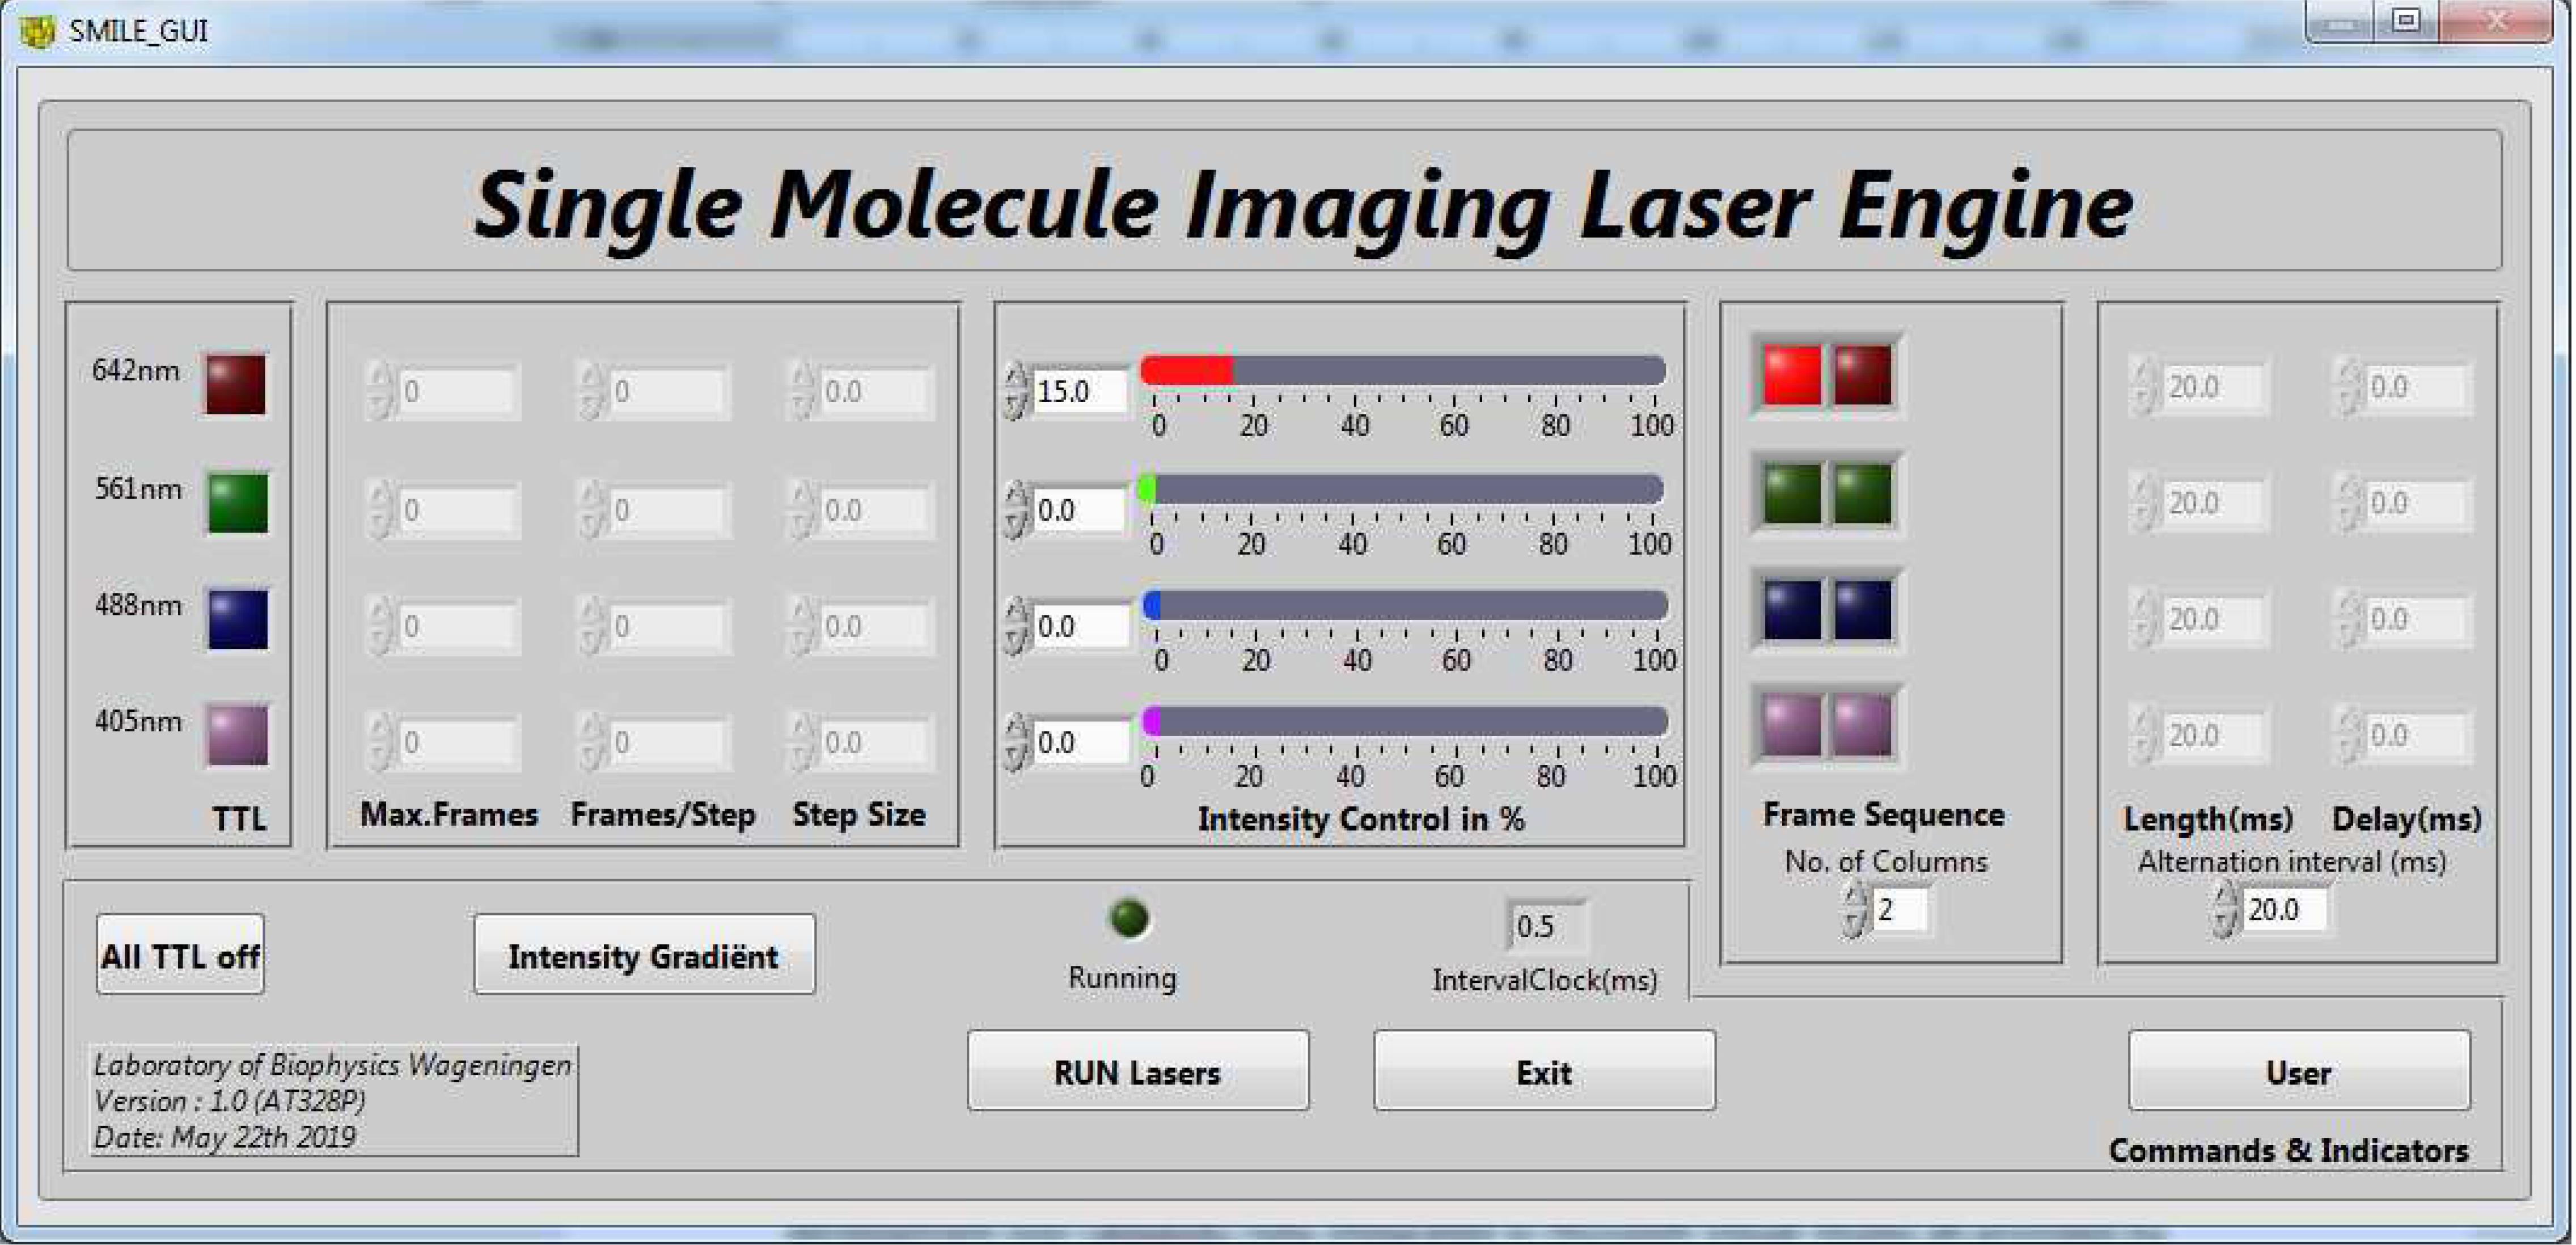 SMILE_GUI
Single Molecule Imaging Laser Engine
642nm 0 0 0.0 15.0 20.0 0.0
0 20 40 60 80 100
561nm 0 0 0.0 0.0 20.0 0.0
0 20 40 60 80 100
488nm 0 0 0.0 0.0 20.0 0.0
0 20 40 60 80 100
405nm 0 0 0.0 0.0 20.0 0.0
0 20 40 60 80 100
TTL Max.Frames Frames/Step Step Size Intensity Control in % Frame Sequence Length(ms) Delay(ms)
No. of Columns Alternation interval (ms)
2 20.0
All TTL off Intensity Gradiënt Running 0.5
IntervalClock(ms)
Laboratory of Biophysics Wageningen
Version : 1.0 (AT328P)
Date: May 22th 2019
RUN Lasers Exit User
Commands & Indicators